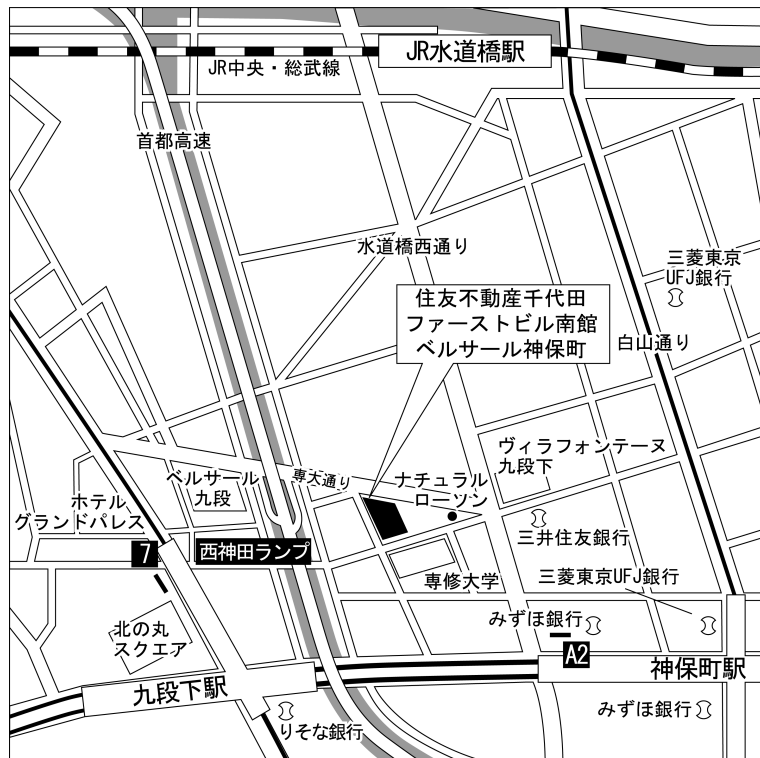 JR水道橋駅
JR中央・総武線
首都高速
水道橋西通り
三菱東京
UFJ銀行
住友不動産千代田
ファーストビル南館
ベルサール神保町
白山通り
ヴィラフォンテーヌ
九段下
専大通り
ナチュラル
ローソン
ベルサール
九段
ホテル
グランドパレス
三井住友銀行
7
西神田ランプ
専修大学
三菱東京UFJ銀行
みずほ銀行
北の丸
スクエア
A2
神保町駅
九段下駅
みずほ銀行
りそな銀行